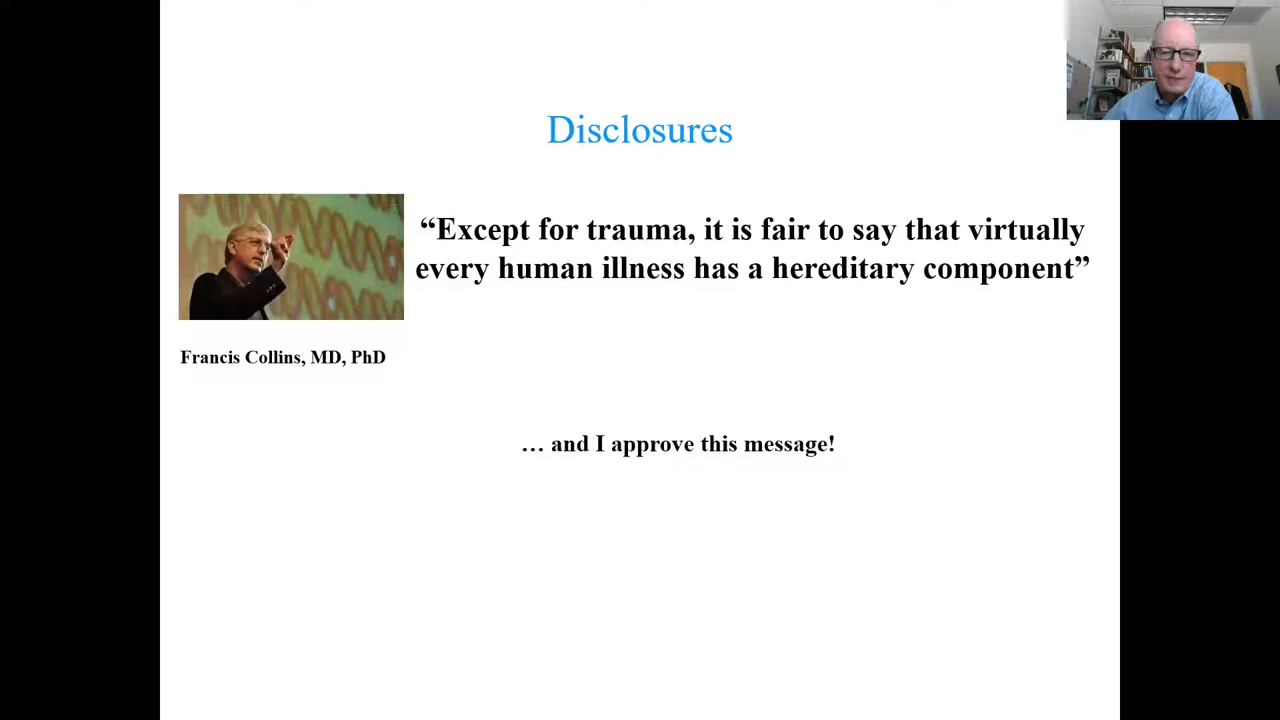 Disclosures
“Except for trauma, it is fair to say that virtually
every human illness has a hereditary component”
Francis Collins, MD, PhD
… and I approve this message!